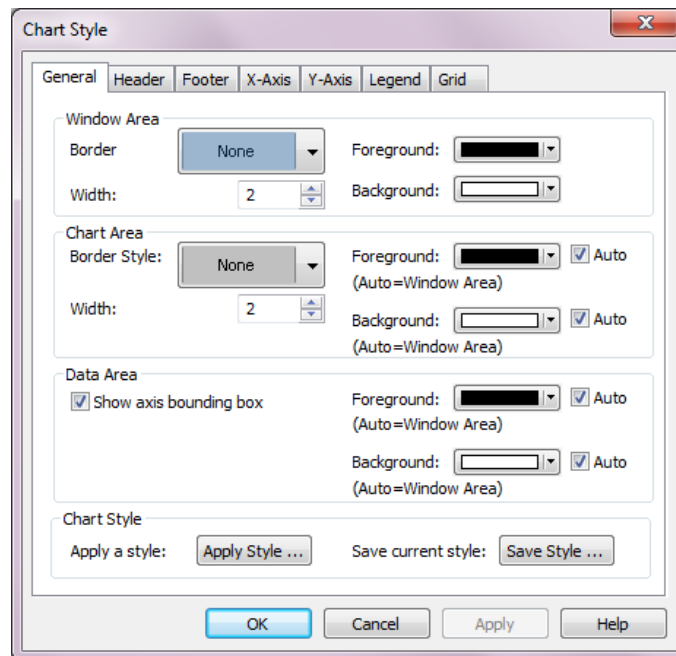 Chart Style
General Header Footer X-Axis Y-Axis Legend Grid
Window Area
Border None Foreground:
Width: 2 Background:
Chart Area
Border Style: None Foreground: Auto
(Auto=Window Area)
Width: 2 Background: Auto
(Auto=Window Area)
Data Area
Show axis bounding box Foreground: Auto
(Auto=Window Area)
Background: Auto
(Auto=Window Area)
Chart Style
Apply a style: Apply Style ... Save current style: Save Style ...
OK Cancel Apply Help